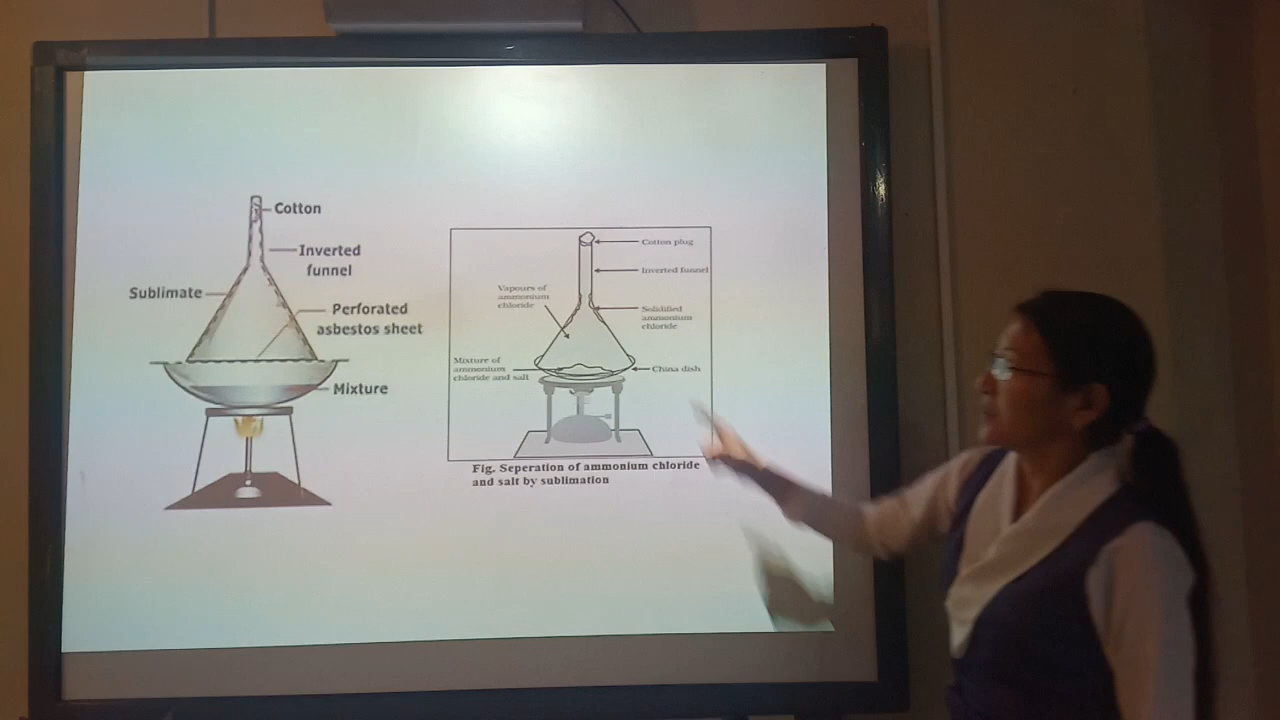 Cotton
Inverted
funnel
Sublimate
Perforated
asbestos sheet
Mixture
Cotton plug
Inverted funnel
Vapours of
ammonium
chloride
Solidified
ammonium
chloride
Mixture of
ammonium
chloride and salt
China dish
Fig. Seperation of ammonium chloride
and salt by sublimation